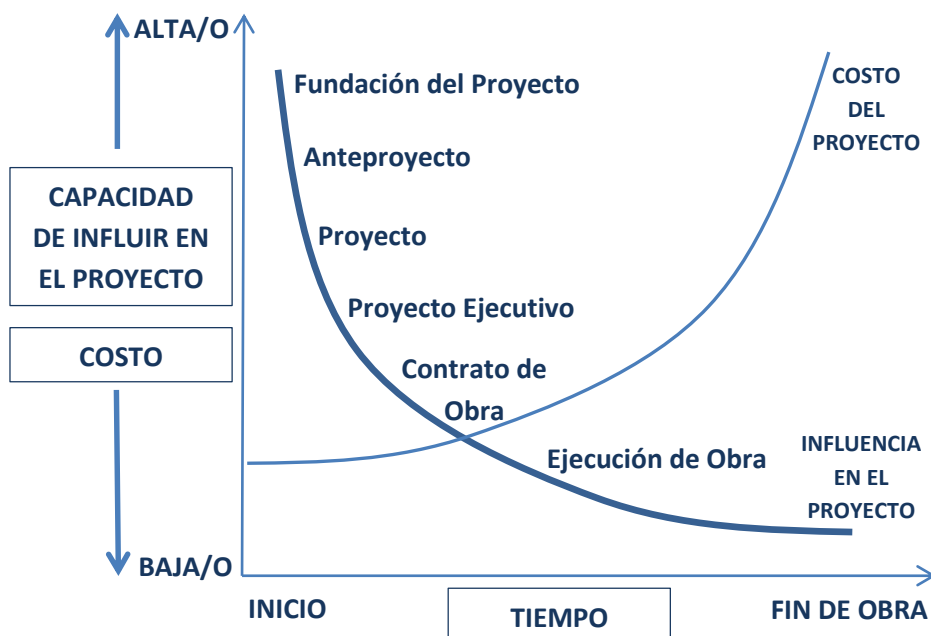 ALTA/O
CAPACIDAD
DE INFLUIR EN
EL PROYECTO
COSTO
BAJA/O
Fundación del Proyecto
Anteproyecto
Proyecto
Proyecto Ejecutivo
Contrato de
Obra
Ejecución de Obra
COSTO
DEL
PROYECTO
INFLUENCIA
EN EL
PROYECTO
INICIO
TIEMPO
FIN DE OBRA